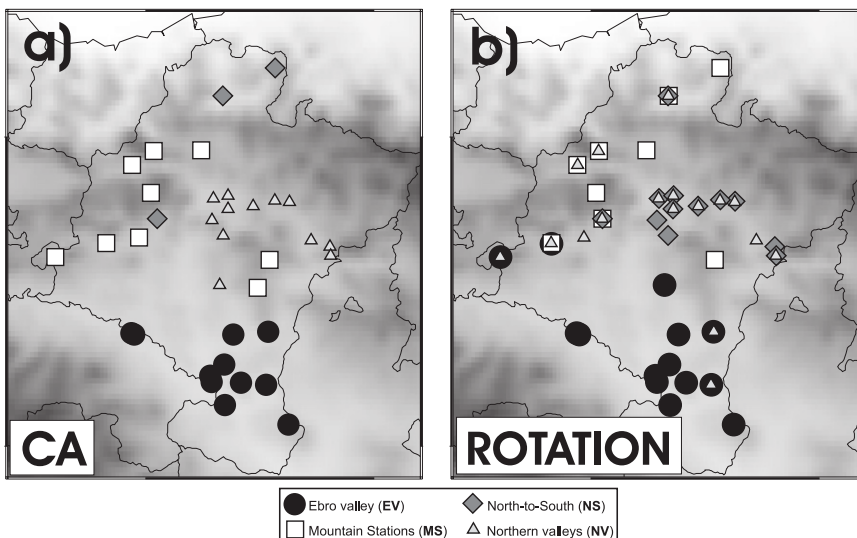 a)
b)
CA
ROTATION
Ebro valley (EV)
North-to-South (NS)
Mountain Stations (MS)
Northern valleys (NV)